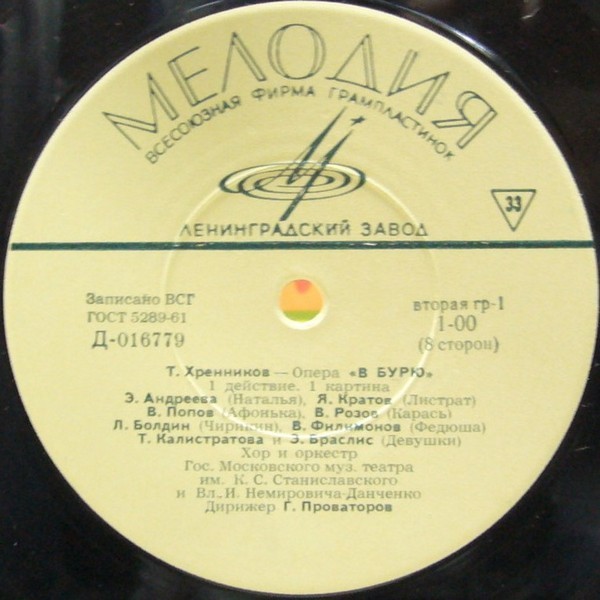 МЕЛОДИЯ
ВСЕСОЮЗНАЯ ФИРМА ГРАМПЛАСТИНОК
33
ЛЕНИНГРАДСКИЙ ЗАВОД
Записано ВСГ
ГОСТ 5289-61
Д-016779
вторая гр-1
1-00
(8 сторон)
Т. Хренников — Опера «В БУРЮ»
1 действие. 1 картина
Э. Андреева (Наталья), Я. Кратов (Листрат)
В. Попов (Афонька), В. Розов (Карась)
Л. Болдин (Чирикин), В. Филимонов (Федюша)
Т. Калистратова и Э. Браслис (Девушки)
Хор и оркестр
Гос. Московского муз. театра
им. К. С. Станиславского
и Вл. И. Немировича-Данченко
Дирижер Г. Проваторов